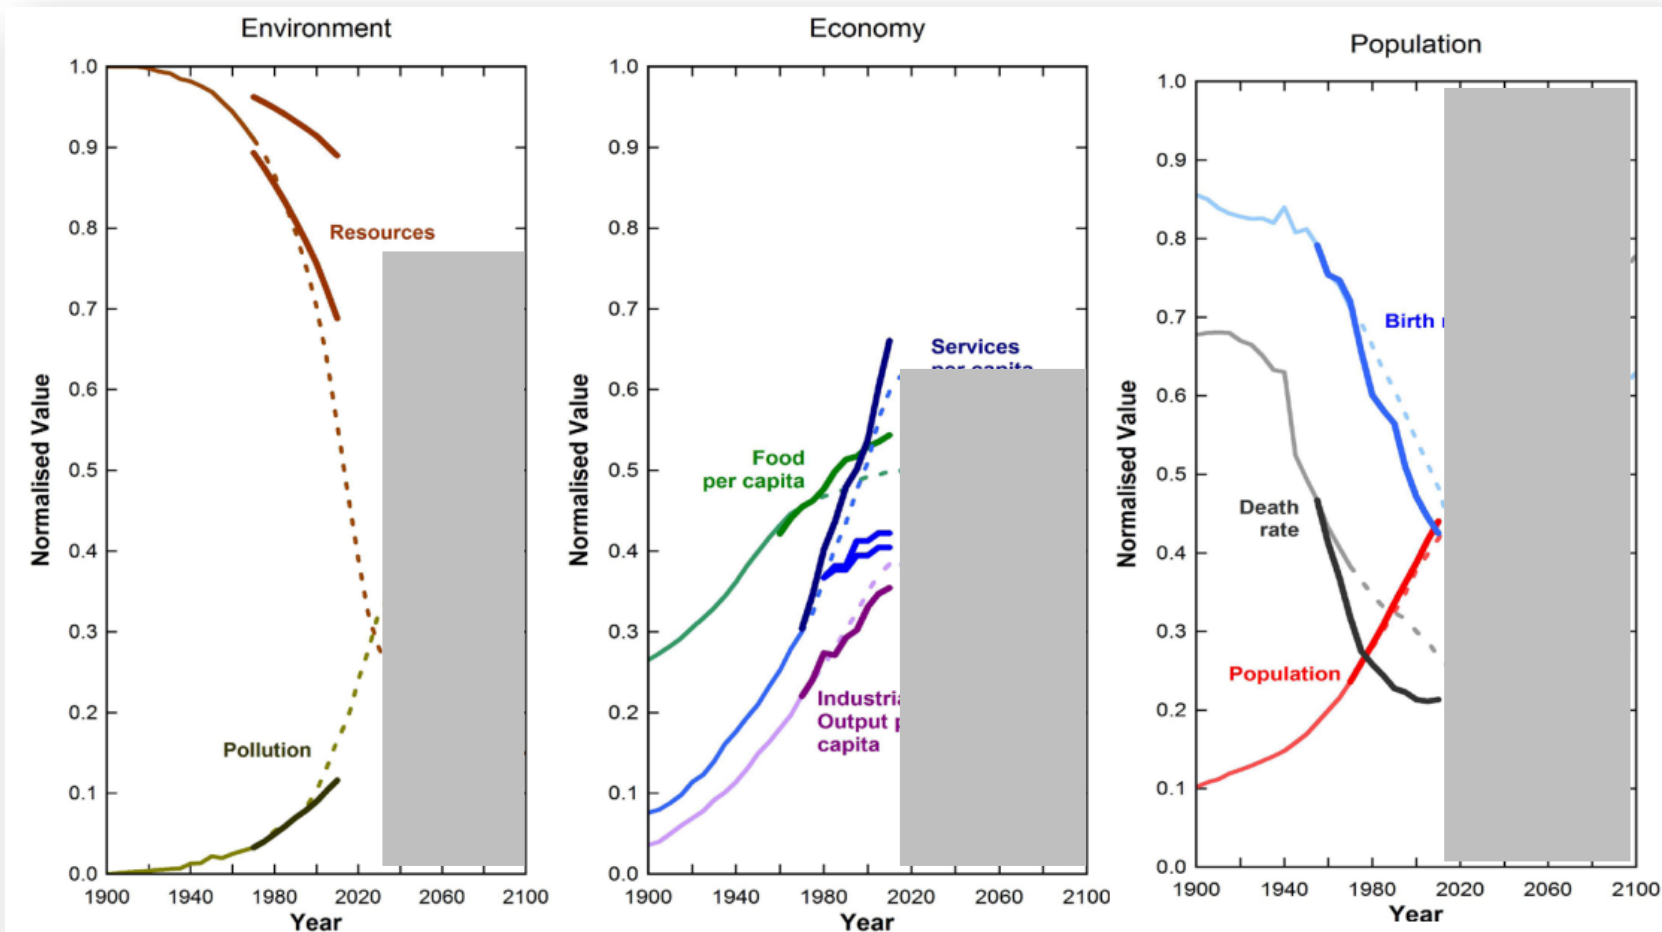 Environment
Economy
Population
1.0
0.9
0.8
0.7
0.6
0.5
0.4
0.3
0.2
0.1
0.0
Normalised Value
Resources
Pollution
1900
1940
1980
2020
2060
2100
Year
1.0
0.9
0.8
0.7
0.6
0.5
0.4
0.3
0.2
0.1
0.0
Normalised Value
Services
per capita
Food
per capita
Industria
Output p
capita
1900
1940
1980
2020
2060
2100
Year
1.0
0.9
0.8
0.7
0.6
0.5
0.4
0.3
0.2
0.1
0.0
Normalised Value
Birth
Death
rate
Population
1900
1940
1980
2020
2060
2100
Year